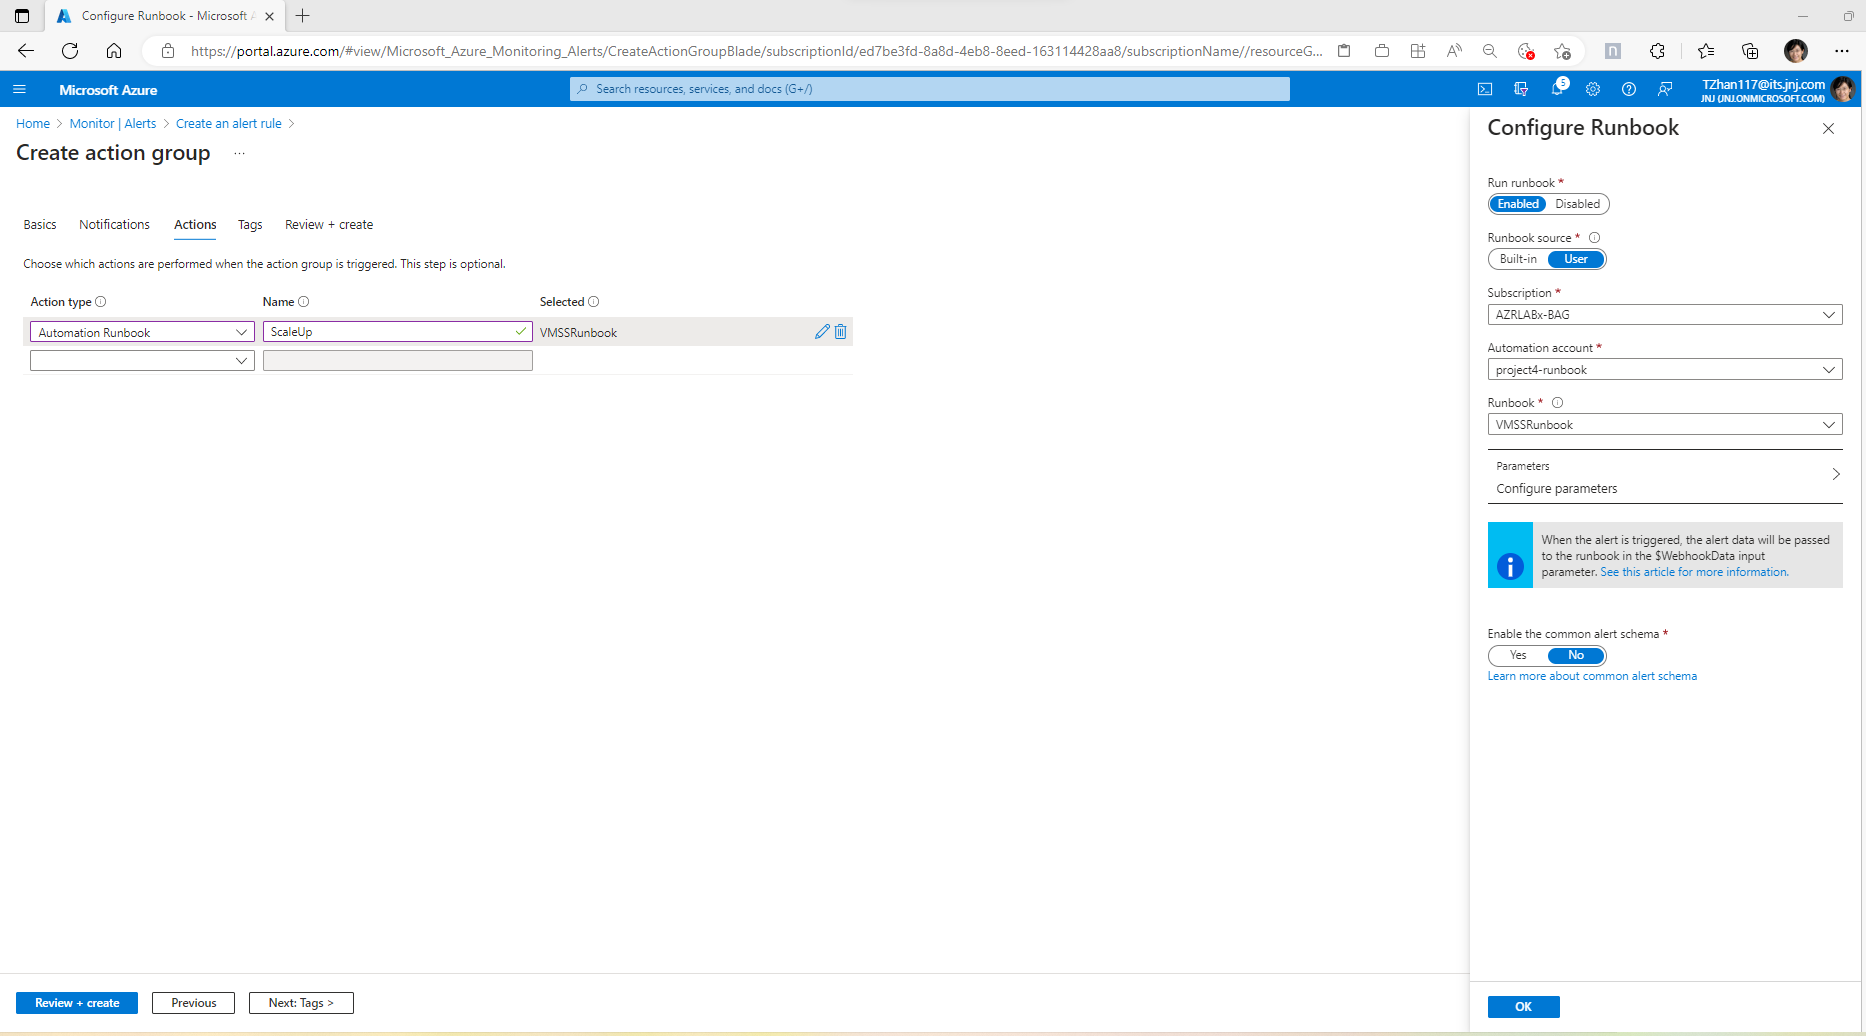 Configure Runbook - Microsoft A
https://portal.azure.com/#view/Microsoft_Azure_Monitoring_Alerts/CreateActionGroupBlade/subscriptionId/ed7be3fd-8a8d-4eb8-8eed-163114428aa8/subscriptionName//resourceG...
Microsoft Azure
Search resources, services, and docs (G+/)
5
TZhan117@its.jnj.com
JNJ (JNJ.ONMICROSOFT.COM)
Home > Monitor | Alerts > Create an alert rule >
Create action group ...
Basics Notifications Actions Tags Review + create
Choose which actions are performed when the action group is triggered. This step is optional.
Action type Name Selected
Automation Runbook ScaleUp VMSSRunbook
Review + create Previous Next: Tags >
Configure Runbook
Run runbook *
Enabled Disabled
Runbook source *
Built-in User
Subscription *
AZRLABx-BAG
Automation account *
project4-runbook
Runbook *
VMSSRunbook
Parameters
Configure parameters
When the alert is triggered, the alert data will be passed
to the runbook in the $WebhookData input
parameter. See this article for more information.
Enable the common alert schema *
Yes No
Learn more about common alert schema
OK